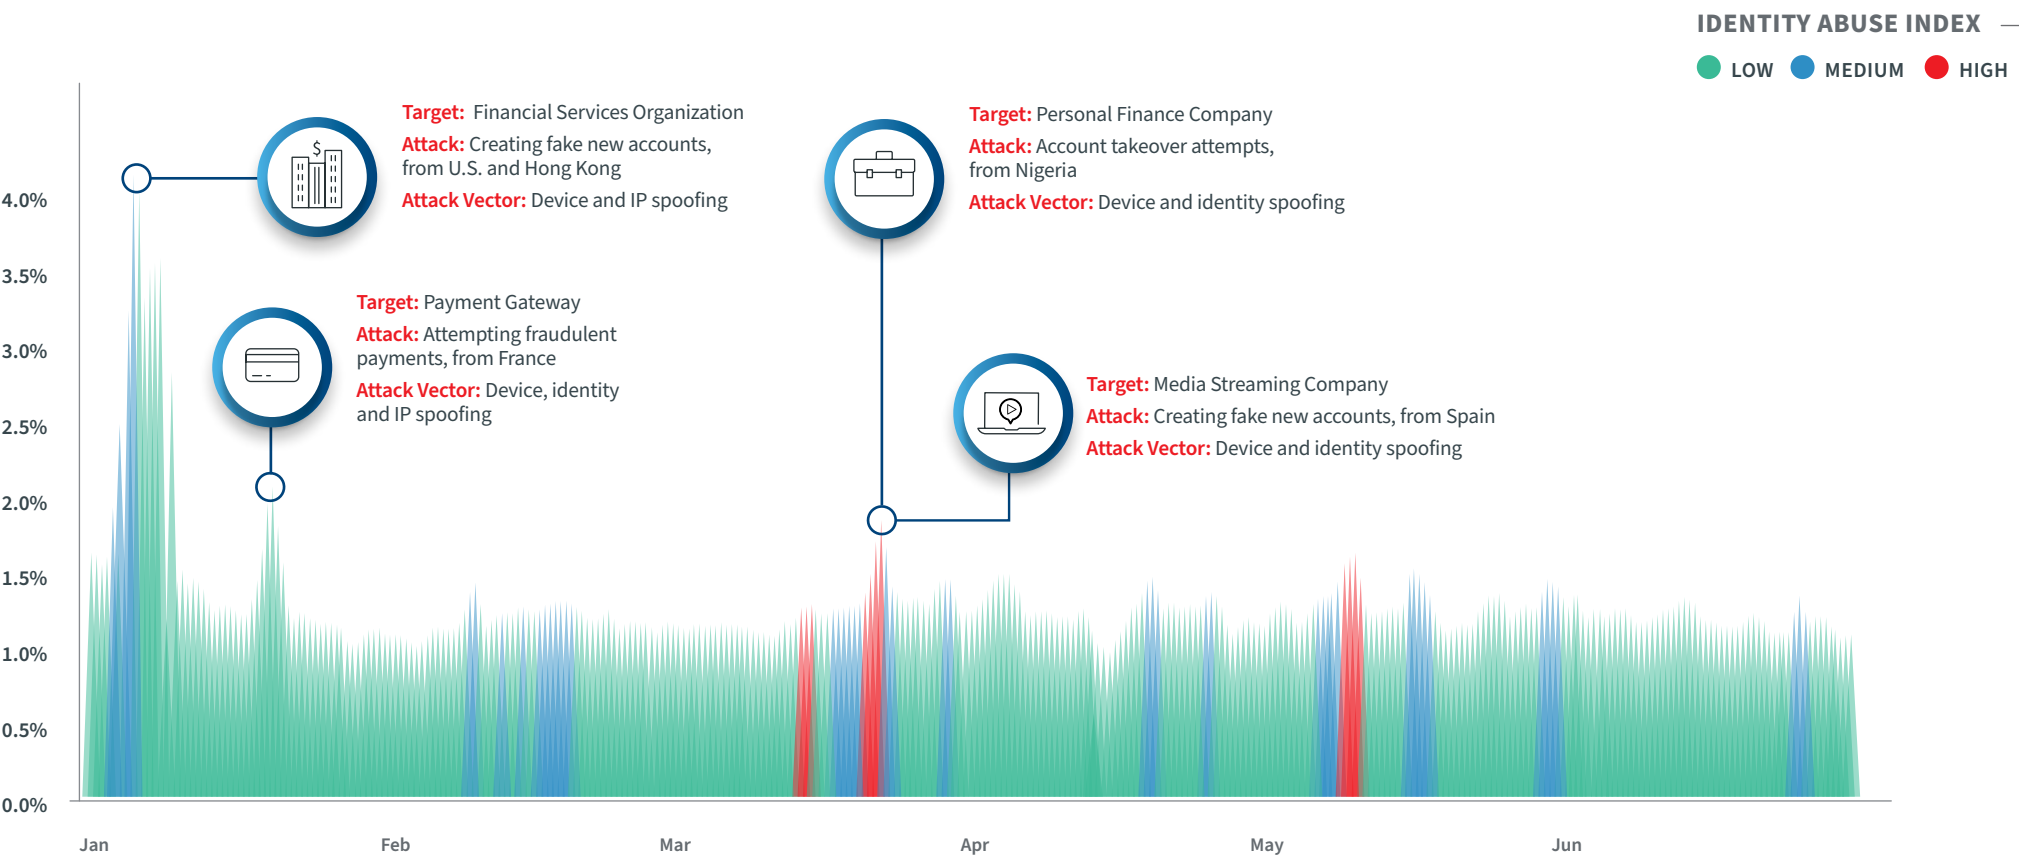 IDENTITY ABUSE INDEX
LOW MEDIUM HIGH
Target: Financial Services Organization
Attack: Creating fake new accounts,
from U.S. and Hong Kong
Attack Vector: Device and IP spoofing
Target: Personal Finance Company
Attack: Account takeover attempts,
from Nigeria
Attack Vector: Device and identity spoofing
Target: Payment Gateway
Attack: Attempting fraudulent
payments, from France
Attack Vector: Device, identity
and IP spoofing
Target: Media Streaming Company
Attack: Creating fake new accounts, from Spain
Attack Vector: Device and identity spoofing
$
4.0%
3.5%
3.0%
2.5%
2.0%
1.5%
1.0%
0.5%
0.0%
Jan Feb Mar Apr May Jun